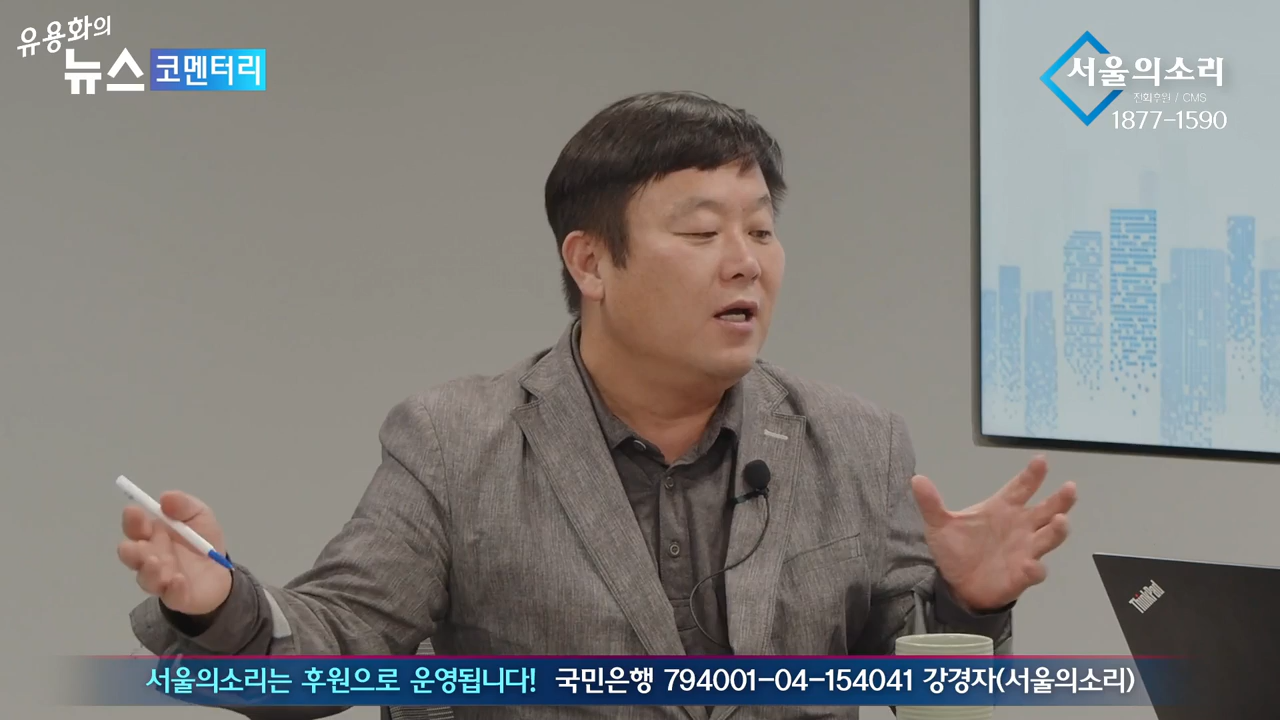 유용화의
뉴스 코멘터리
서울의소리
전화후원 / CMS
1877-1590
ThinkPad
서울의소리는 후원으로 운영됩니다! 국민은행 794001-04-154041 강경자(서울의소리)